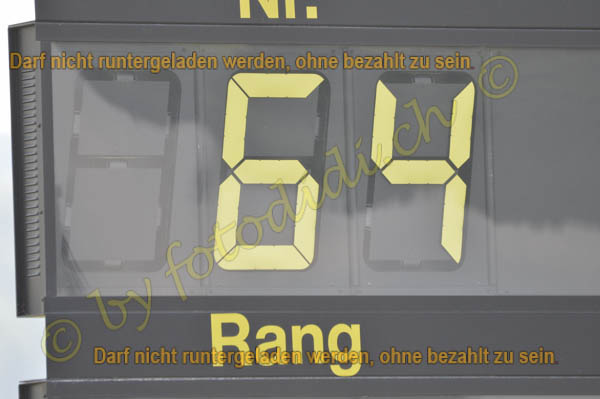 Nr.
Darf nicht runtergeladen werden, ohne bezahlt zu sein.
64
© by fotodidi.ch ©
Rang
Darf nicht runtergeladen werden, ohne bezahlt zu sein.